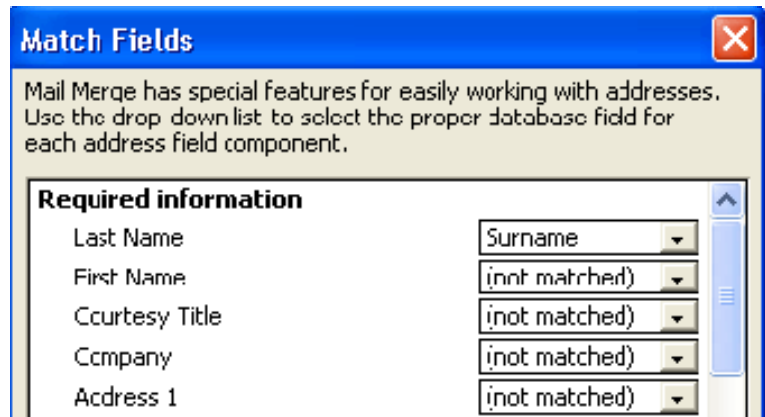 Match Fields
Mail Merge has special features for easily working with addresses.
Use the drop-down list to select the proper database field for
each address field component.
Required information
Last Name Surname
First Name (not matched)
Courtesy Title (not matched)
Company (not matched)
Address 1 (not matched)